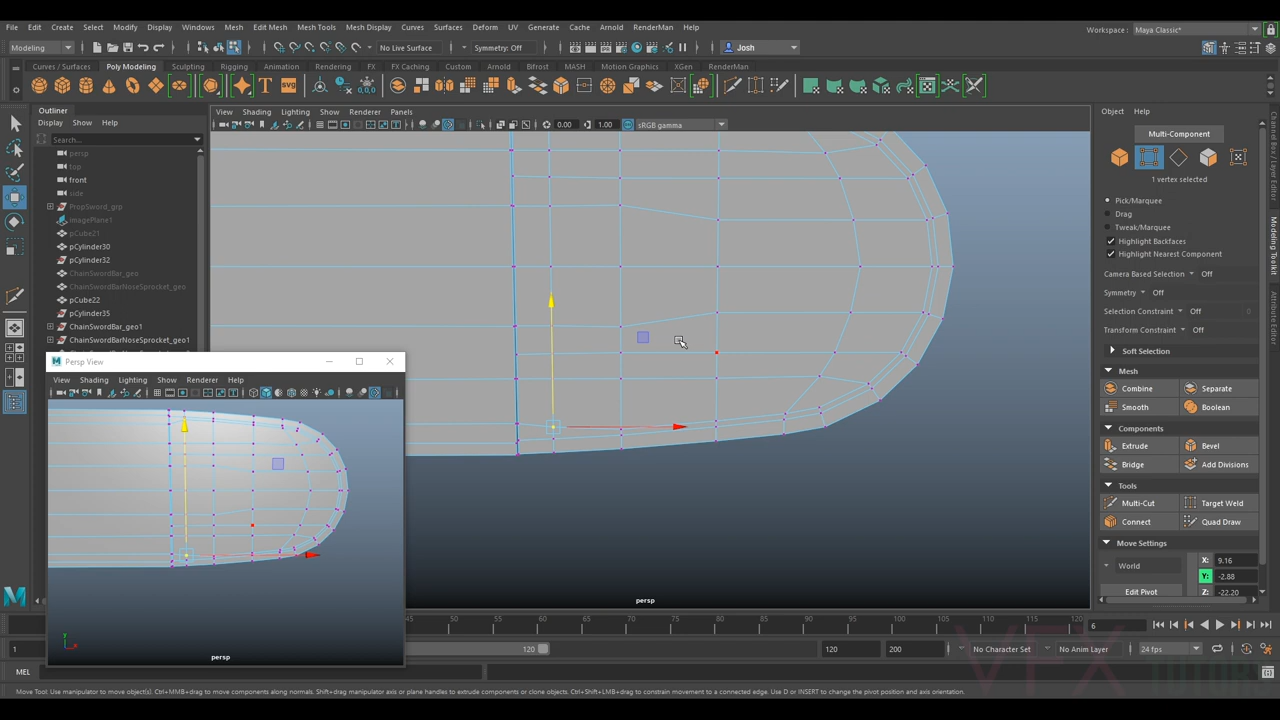 File Edit Create Select Modify Display Windows Mesh Edit Mesh Mesh Tools Mesh Display Curves Surfaces Deform UV Generate Cache Arnold RenderMan Help
Workspace : Maya Classic*
Modeling No Live Surface Symmetry: Off Josh
Curves / Surfaces Poly Modeling Sculpting Rigging Animation Rendering FX FX Caching Custom Arnold Bifrost MASH Motion Graphics XGen RenderMan
SVG
Outliner
Display Show Help
Search...
persp
top
front
side
PropSword_grp
imagePlane1
pCube21
pCylinder30
pCylinder32
ChainSwordBar_geo
ChainSwordBarNoseSprocket_geo
pCube22
pCylinder35
ChainSwordBar_geo1
ChainSwordBarNoseSprocket_geo1
View Shading Lighting Show Renderer Panels
0.00 1.00 sRGB gamma
persp
Persp View
View Shading Lighting Show Renderer Help
persp
Object Help
Multi-Component
1 vertex selected
Pick/Marquee
Drag
Tweak/Marquee
Highlight Backfaces
Highlight Nearest Component
Camera Based Selection Off
Symmetry Off
Selection Constraint Off 0
Transform Constraint Off
Soft Selection
Mesh
Combine Separate
Smooth Boolean
Components
Extrude Bevel
Bridge Add Divisions
Tools
Multi-Cut Target Weld
Connect Quad Draw
Move Settings
World X: 9.16
Y: -2.88
Edit Pivot Z: -22.20
Channel Box / Layer Editor
Modeling Toolkit
Attribute Editor
45 50 55 60 65 70 75 80 85 90 95 100 105 110 115 120 6
1 120 120 200 No Character Set No Anim Layer 24 fps
MEL
Move Tool: Use manipulator to move object(s). Ctrl+MMB+drag to move components along normals. Shift+drag manipulator axis or plane handles to extrude components or clone objects. Ctrl+Shift+LMB+drag to constrain movement to a connected edge. Use D or INSERT to change the pivot position and axis orientation.
VFX